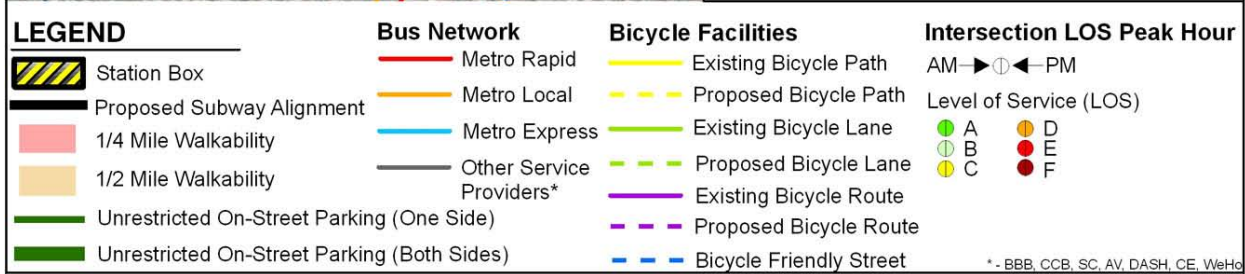 LEGEND
Station Box
Proposed Subway Alignment
1/4 Mile Walkability
1/2 Mile Walkability
Unrestricted On-Street Parking (One Side)
Unrestricted On-Street Parking (Both Sides)
Bus Network
Metro Rapid
Metro Local
Metro Express
Other Service
Providers*
Bicycle Facilities
Existing Bicycle Path
Proposed Bicycle Path
Existing Bicycle Lane
Proposed Bicycle Lane
Existing Bicycle Route
Proposed Bicycle Route
Bicycle Friendly Street
Intersection LOS Peak Hour
AM PM
Level of Service (LOS)
A D
B E
C F
* - BBB, CCB, SC, AV, DASH, CE, WeHo